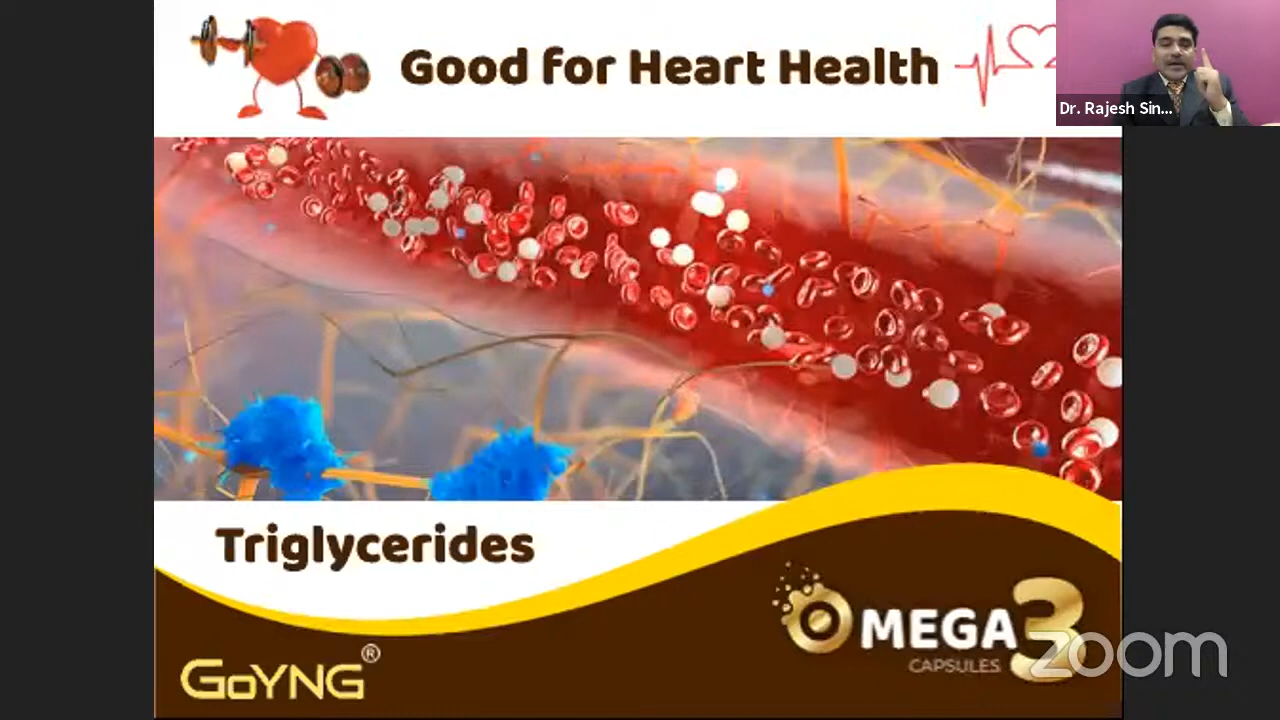 Good for Heart Health
Dr. Rajesh Sin...
Triglycerides
OMEGA 3
CAPSULES
zoom
GOYNG®